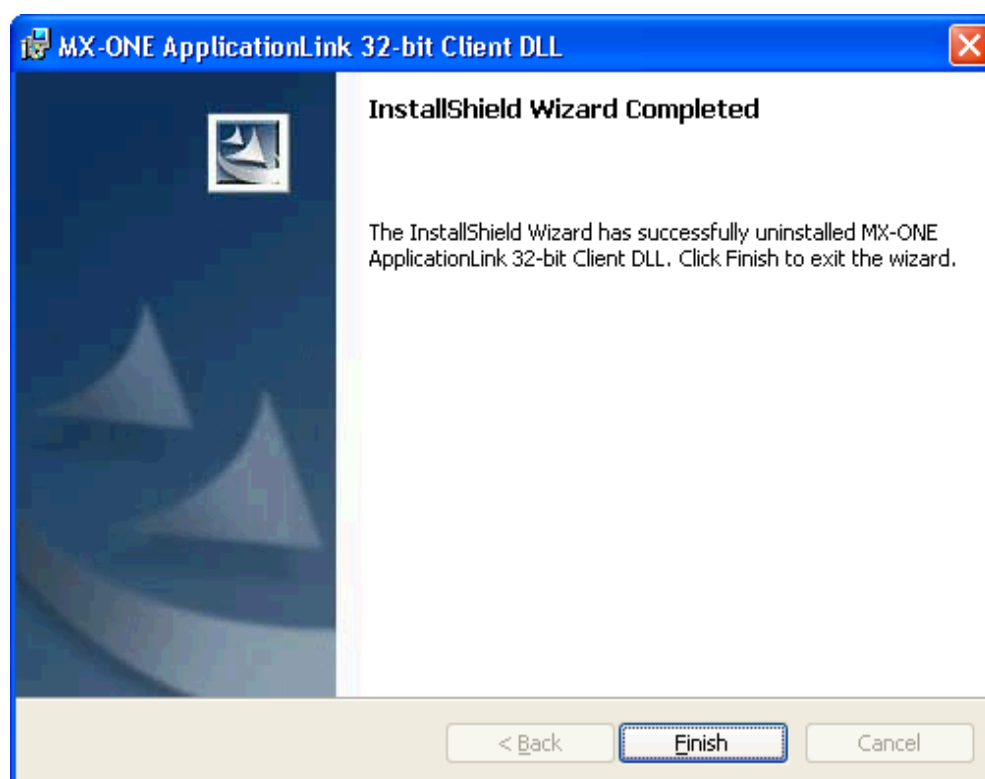 MX-ONE ApplicationLink 32-bit Client DLL
InstallShield Wizard Completed
The InstallShield Wizard has successfully uninstalled MX-ONE
ApplicationLink 32-bit Client DLL. Click Finish to exit the wizard.
< Back Finish Cancel